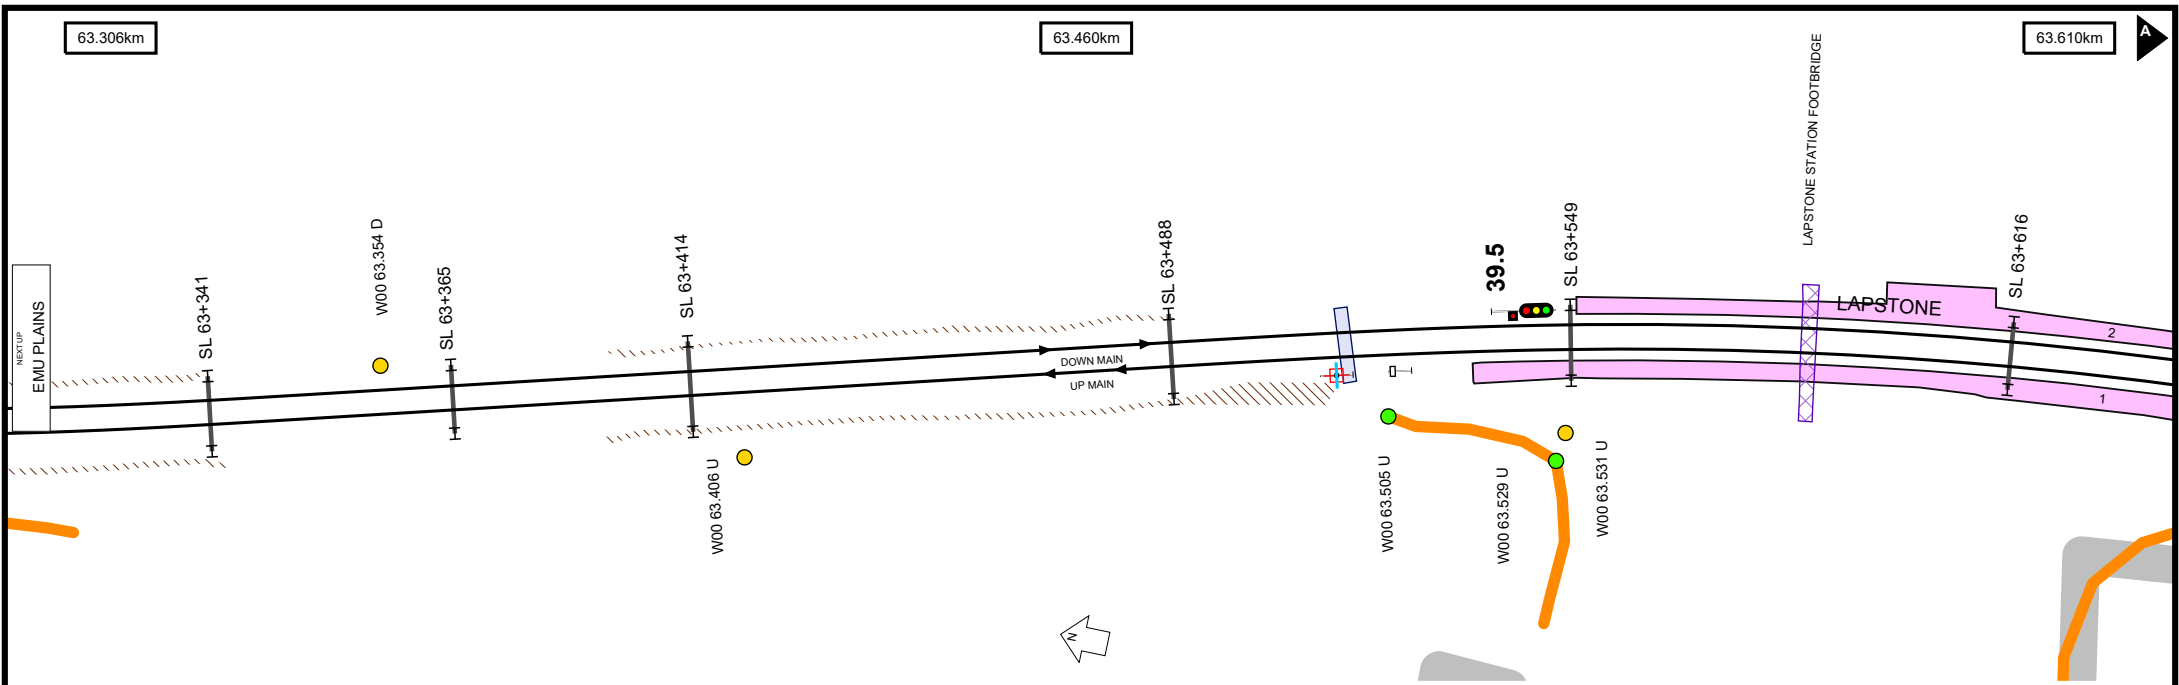 63.306km
63.460km
63.610km
A
NEXT UP
EMU PLAINS
SL 63+341
W00 63.354 D
SL 63+365
SL 63+414
W00 63.406 U
DOWN MAIN
UP MAIN
SL 63+488
W00 63.505 U
39.5
W00 63.529 U
SL 63+549
W00 63.531 U
LAPSTONE STATION FOOTBRIDGE
LAPSTONE
SL 63+616
2
1
N